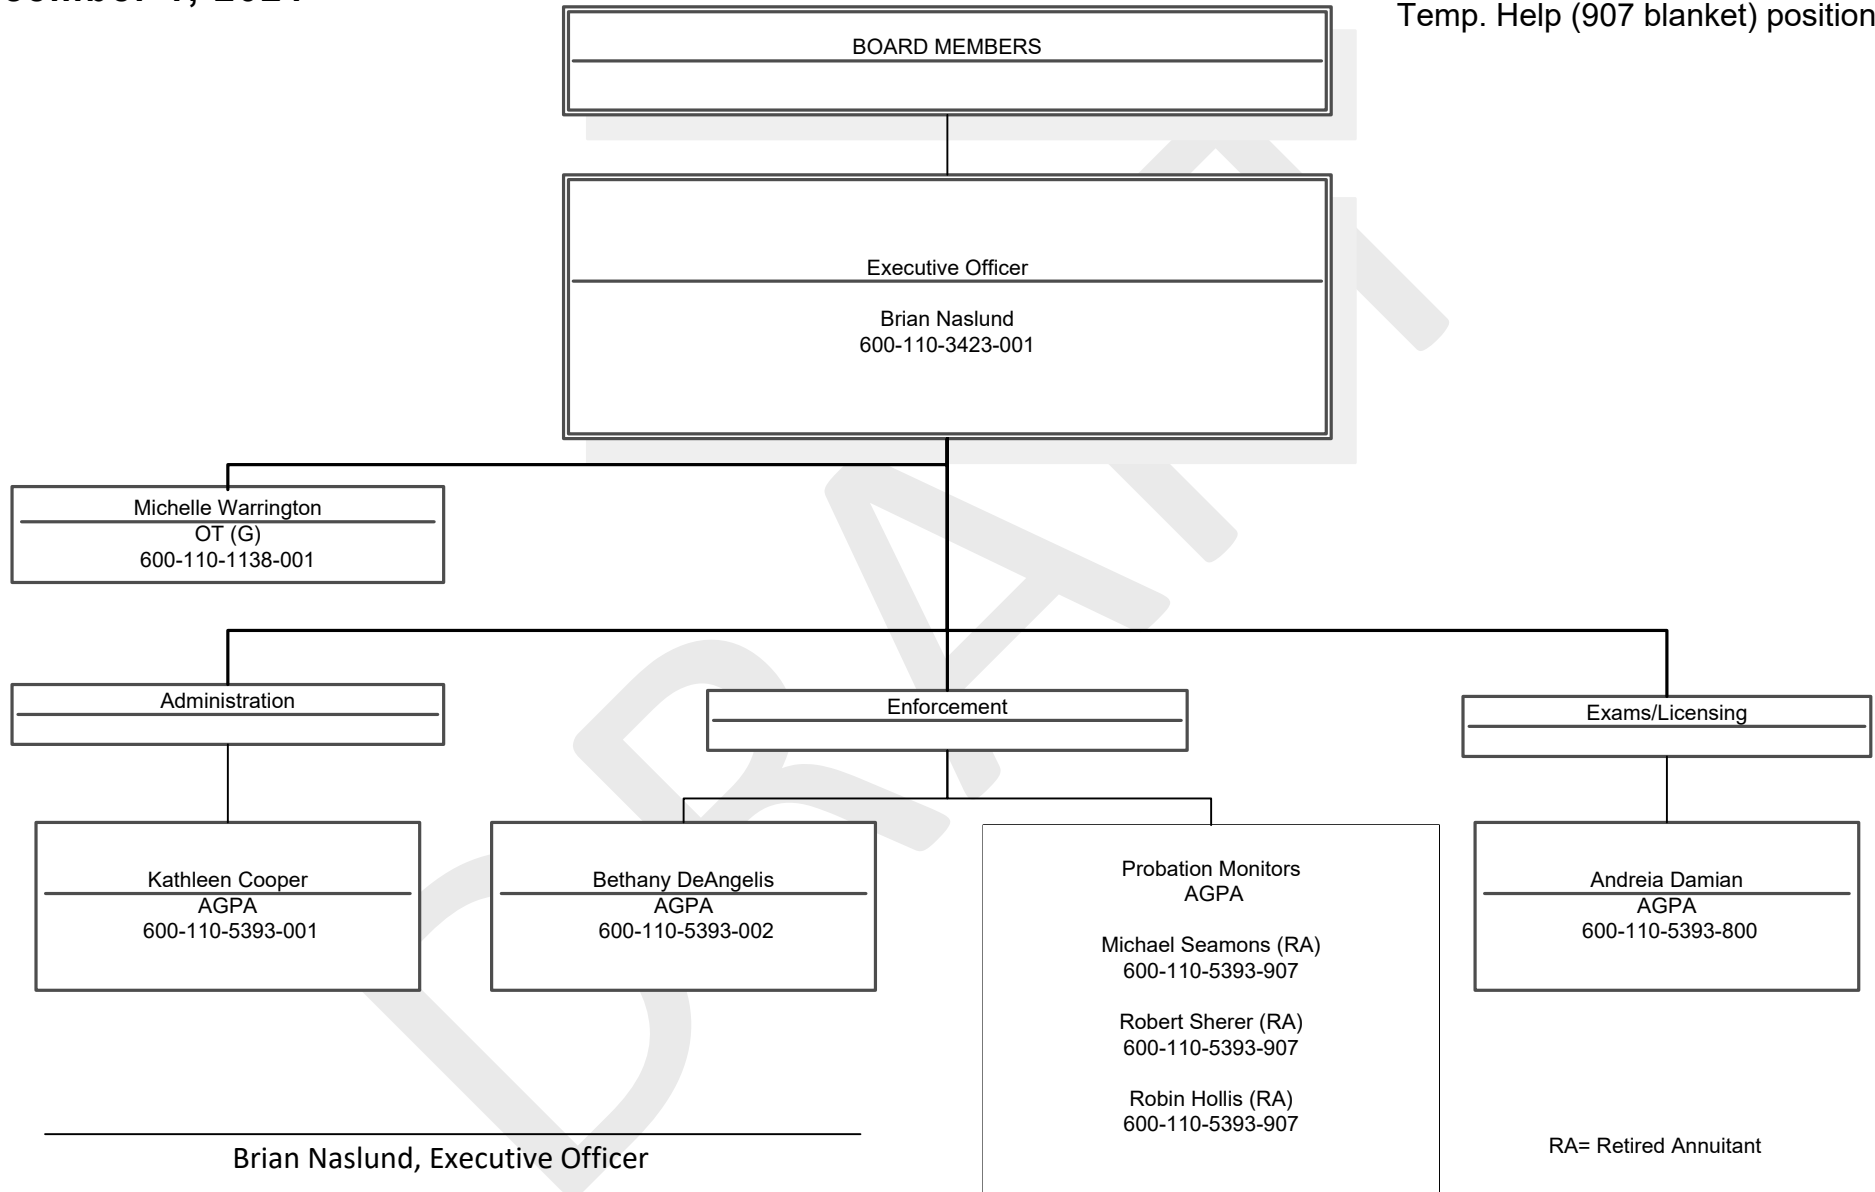 Temp. Help (907 blanket) position
BOARD MEMBERS
Executive Officer
Brian Naslund
600-110-3423-001
Michelle Warrington
OT (G)
600-110-1138-001
Administration
Enforcement
Exams/Licensing
Kathleen Cooper
AGPA
600-110-5393-001
Bethany DeAngelis
AGPA
600-110-5393-002
Probation Monitors
AGPA
Michael Seamons (RA)
600-110-5393-907
Robert Sherer (RA)
600-110-5393-907
Robin Hollis (RA)
600-110-5393-907
Andreia Damian
AGPA
600-110-5393-800
Brian Naslund, Executive Officer
RA= Retired Annuitant
DRAFT